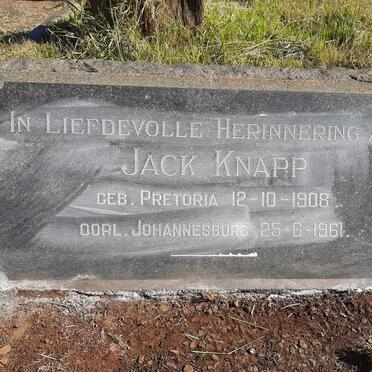 IN LIEFDEVOLLE HERINNERING
JACK KNAPP
GEB. PRETORIA 12-10-1908.
OORL. JOHANNESBURG 25-6-1961.